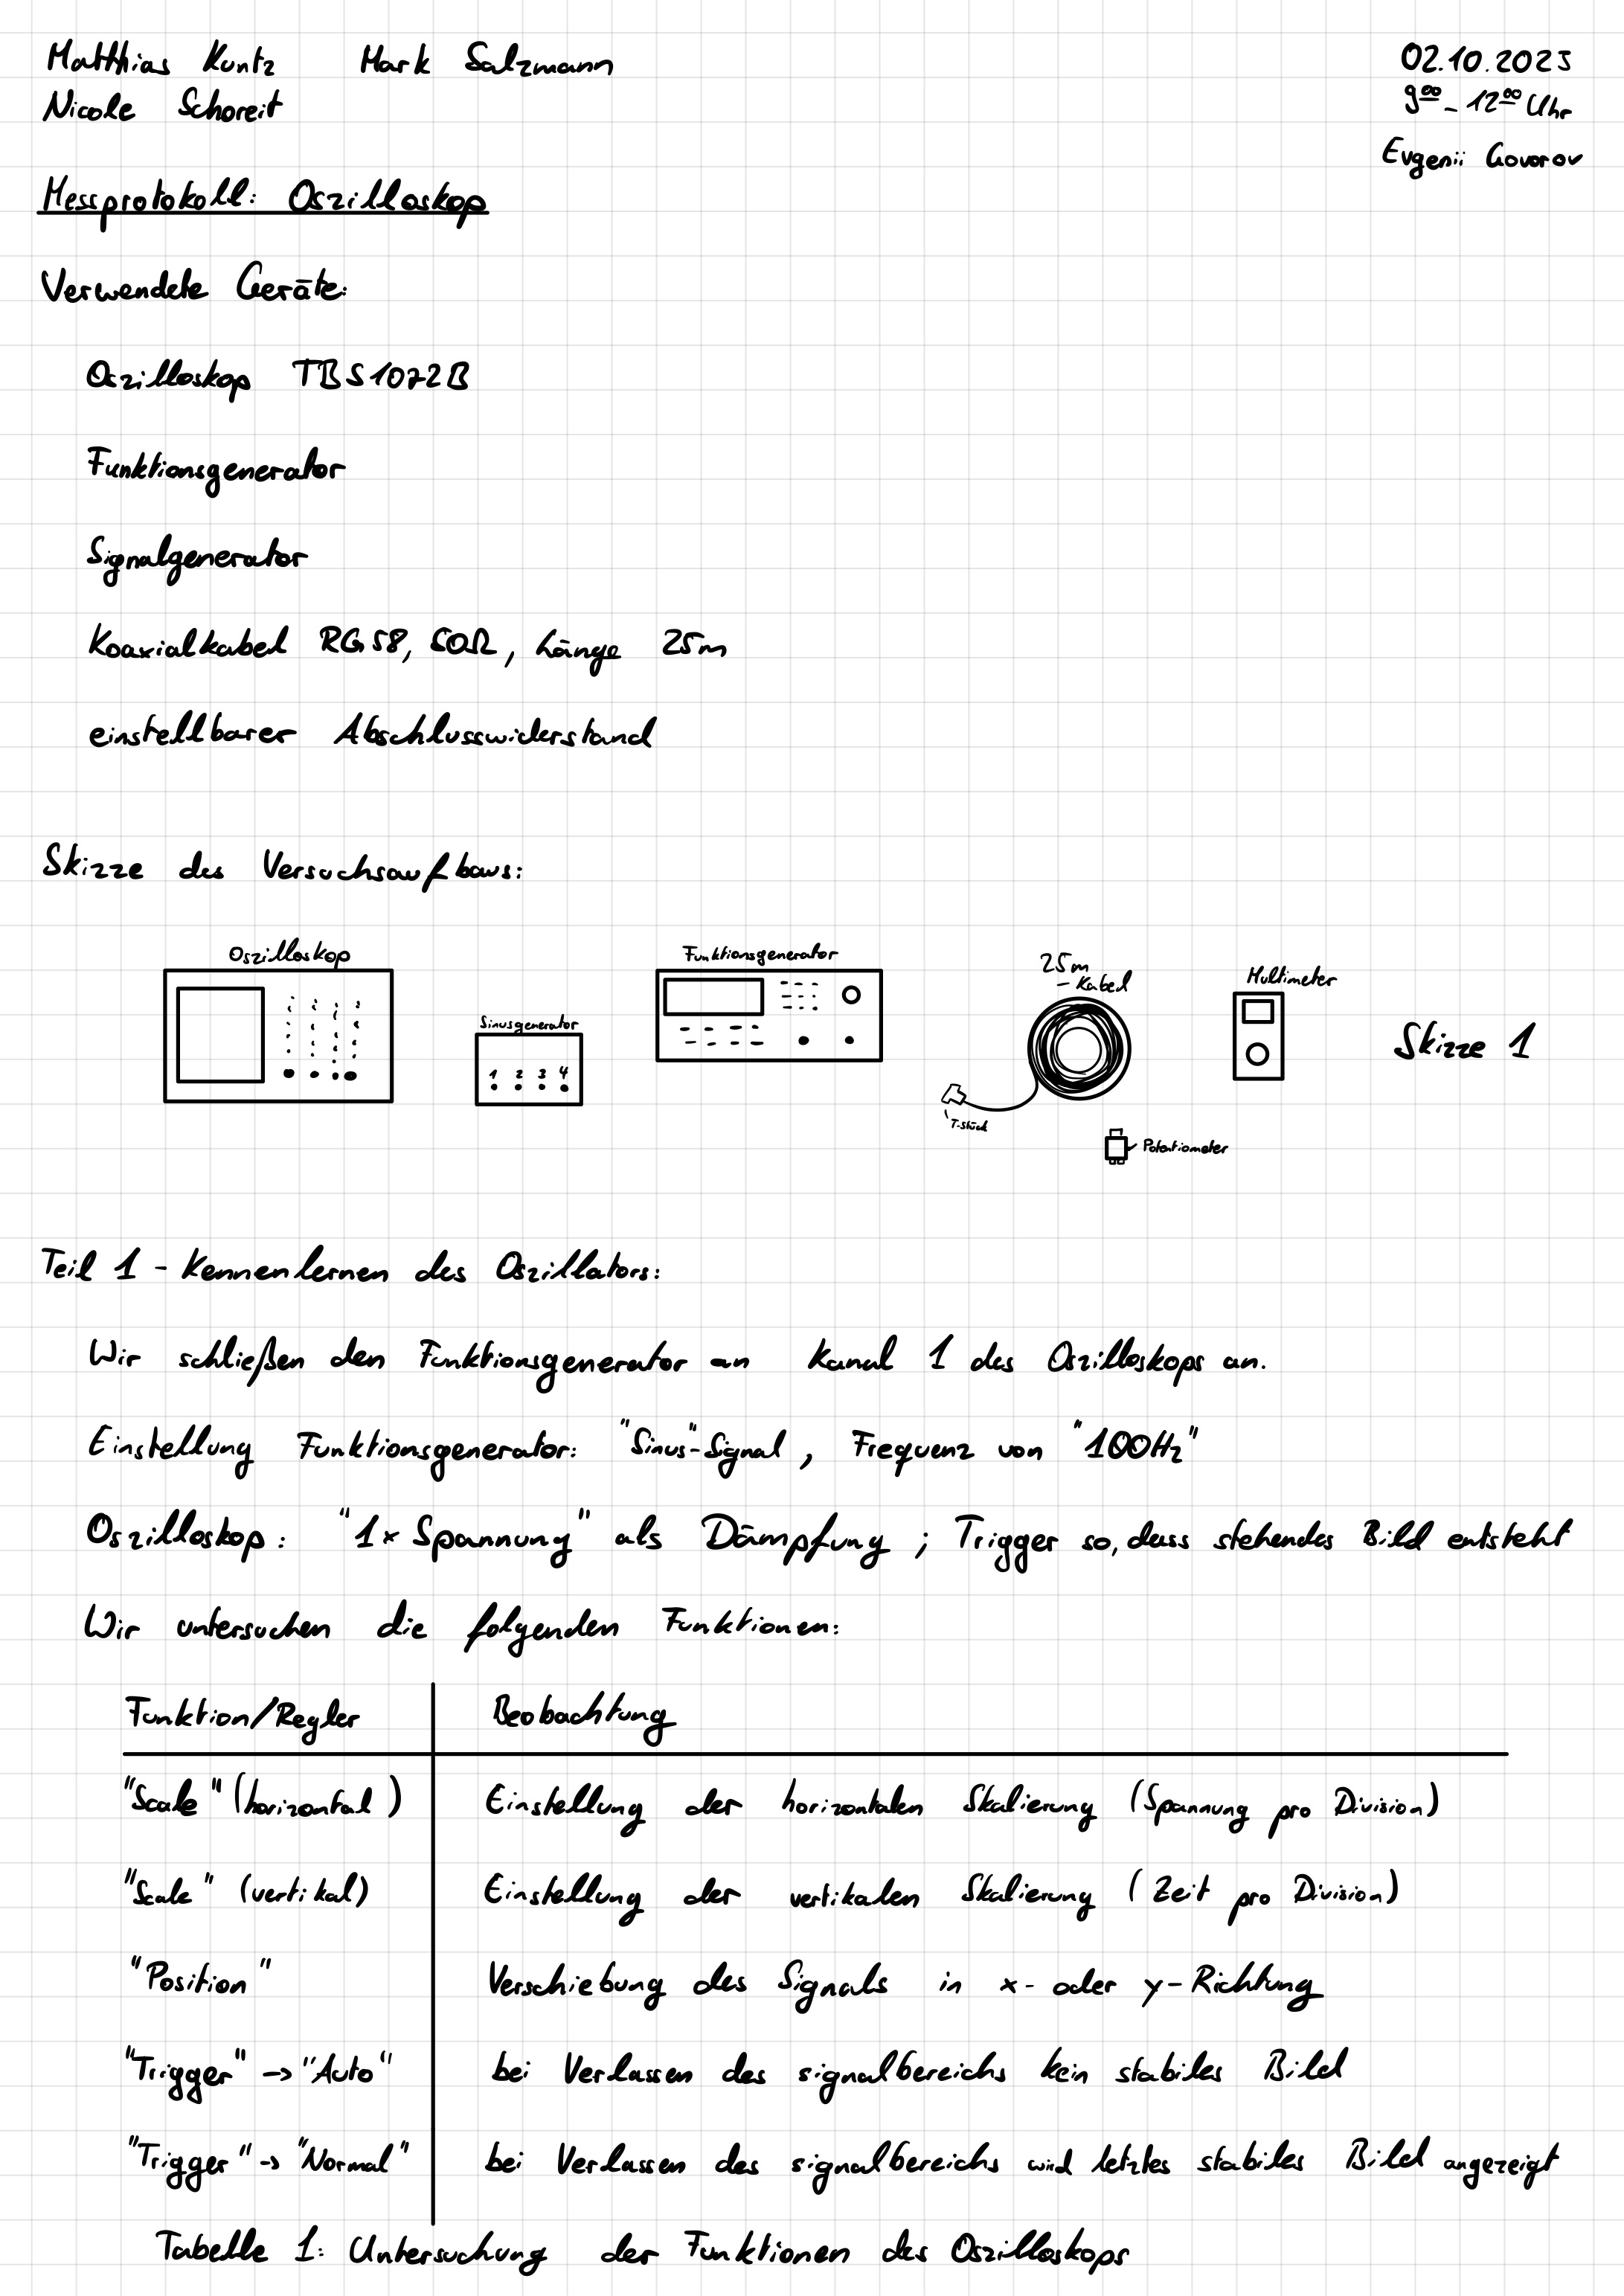 Matthias Kuntz Mark Salzmann
Nicole Schoreit
02.10.2025
9⁰⁰ - 12⁰⁰ Uhr
Evgenii Govorov
Messprotokoll: Oszilloskop
Verwendete Geräte:
Oszilloskop TBS1072B
Funktionsgenerator
Signalgenerator
Koaxialkabel RG58, 50Ω, Länge 25m
einstellbarer Abschlusswiderstand
Skizze des Versuchsaufbaus:
Oszilloskop
Sinusgenerator
1 2 3 4
Funktionsgenerator
25m
- Kabel
T-Stück
Potentiometer
Multimeter
Skizze 1
Teil 1 - Kennenlernen des Oszillators:
Wir schließen den Funktionsgenerator an Kanal 1 des Oszilloskops an.
Einstellung Funktionsgenerator: "Sinus"-Signal, Frequenz von "100Hz"
Oszilloskop: "1x Spannung" als Dämpfung; Trigger so, dass stehendes Bild entsteht
Wir untersuchen die folgenden Funktionen:
Funktion/Regler Beobachtung
"Scale" (horizontal) Einstellung der horizontalen Skalierung (Spannung pro Division)
"Scale" (vertikal) Einstellung der vertikalen Skalierung (Zeit pro Division)
"Position" Verschiebung des Signals in x- oder y-Richtung
"Trigger" -> "Auto" bei Verlassen des signalbereichs kein stabiles Bild
"Trigger" -> "Normal" bei Verlassen des signalbereichs wird letztes stabiles Bild angezeigt
Tabelle 1: Untersuchung der Funktionen des Oszilloskops